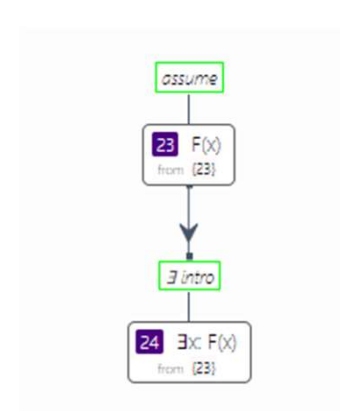 assume
23 F(x)
from {23}
∃ intro
24 ∃x: F(x)
from {23}